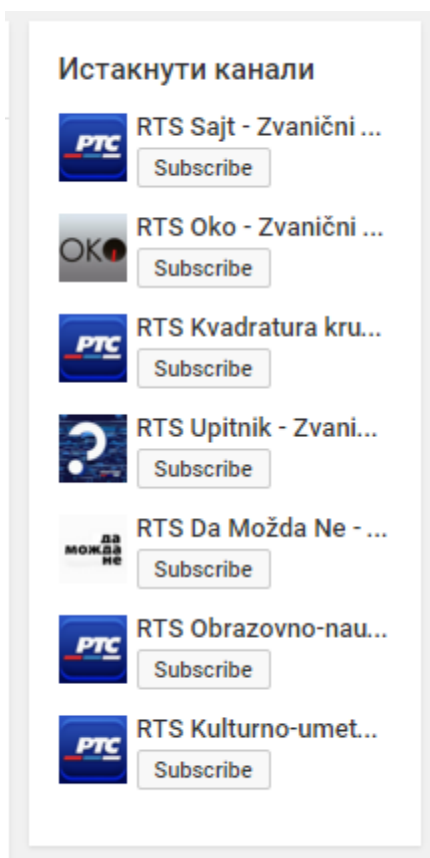 Истакнути канали
РТС
RTS Sajt - Zvanični ...
Subscribe
OKO
RTS Oko - Zvanični ...
Subscribe
РТС
RTS Kvadratura kru...
Subscribe
?
RTS Upitnik - Zvani...
Subscribe
да
можда
не
RTS Da Možda Ne - ...
Subscribe
РТС
RTS Obrazovno-nau...
Subscribe
РТС
RTS Kulturno-umet...
Subscribe